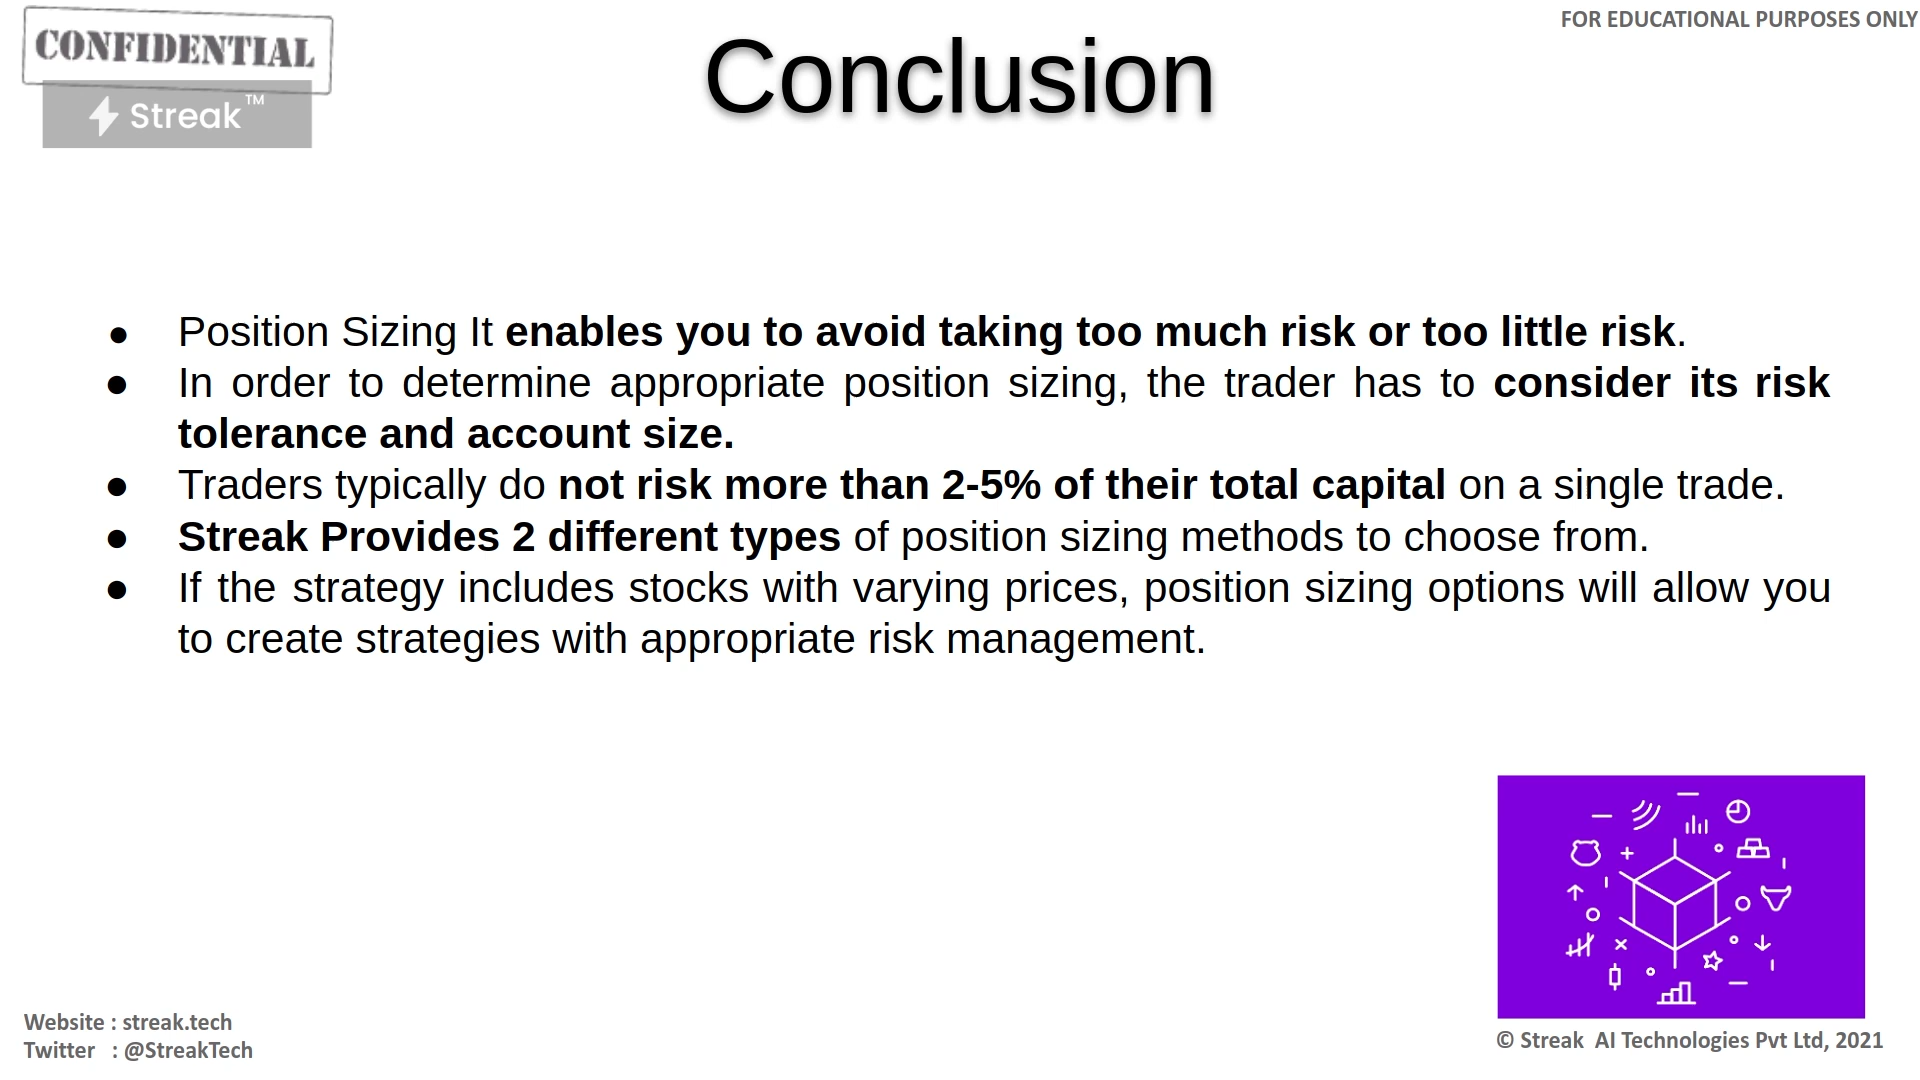 CONFIDENTIAL
Streak™
FOR EDUCATIONAL PURPOSES ONLY
Conclusion
● Position Sizing It enables you to avoid taking too much risk or too little risk.
● In order to determine appropriate position sizing, the trader has to consider its risk
tolerance and account size.
● Traders typically do not risk more than 2-5% of their total capital on a single trade.
● Streak Provides 2 different types of position sizing methods to choose from.
● If the strategy includes stocks with varying prices, position sizing options will allow you
to create strategies with appropriate risk management.
Website : streak.tech
Twitter : @StreakTech
© Streak AI Technologies Pvt Ltd, 2021